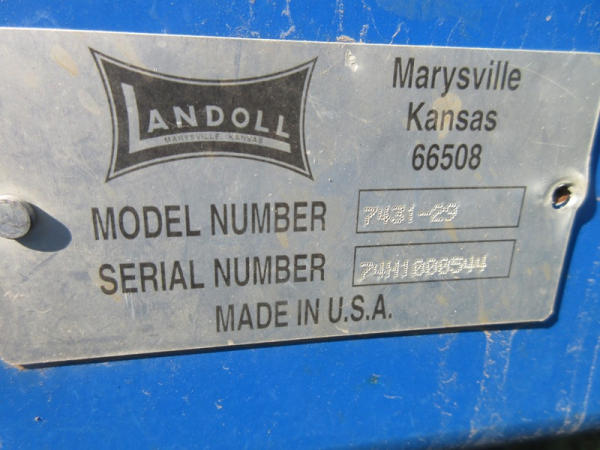 LANDOLL
MARYSVILLE, KANSAS
Marysville
Kansas
66508
MODEL NUMBER 7431-29
SERIAL NUMBER 74H1000544
MADE IN U.S.A.